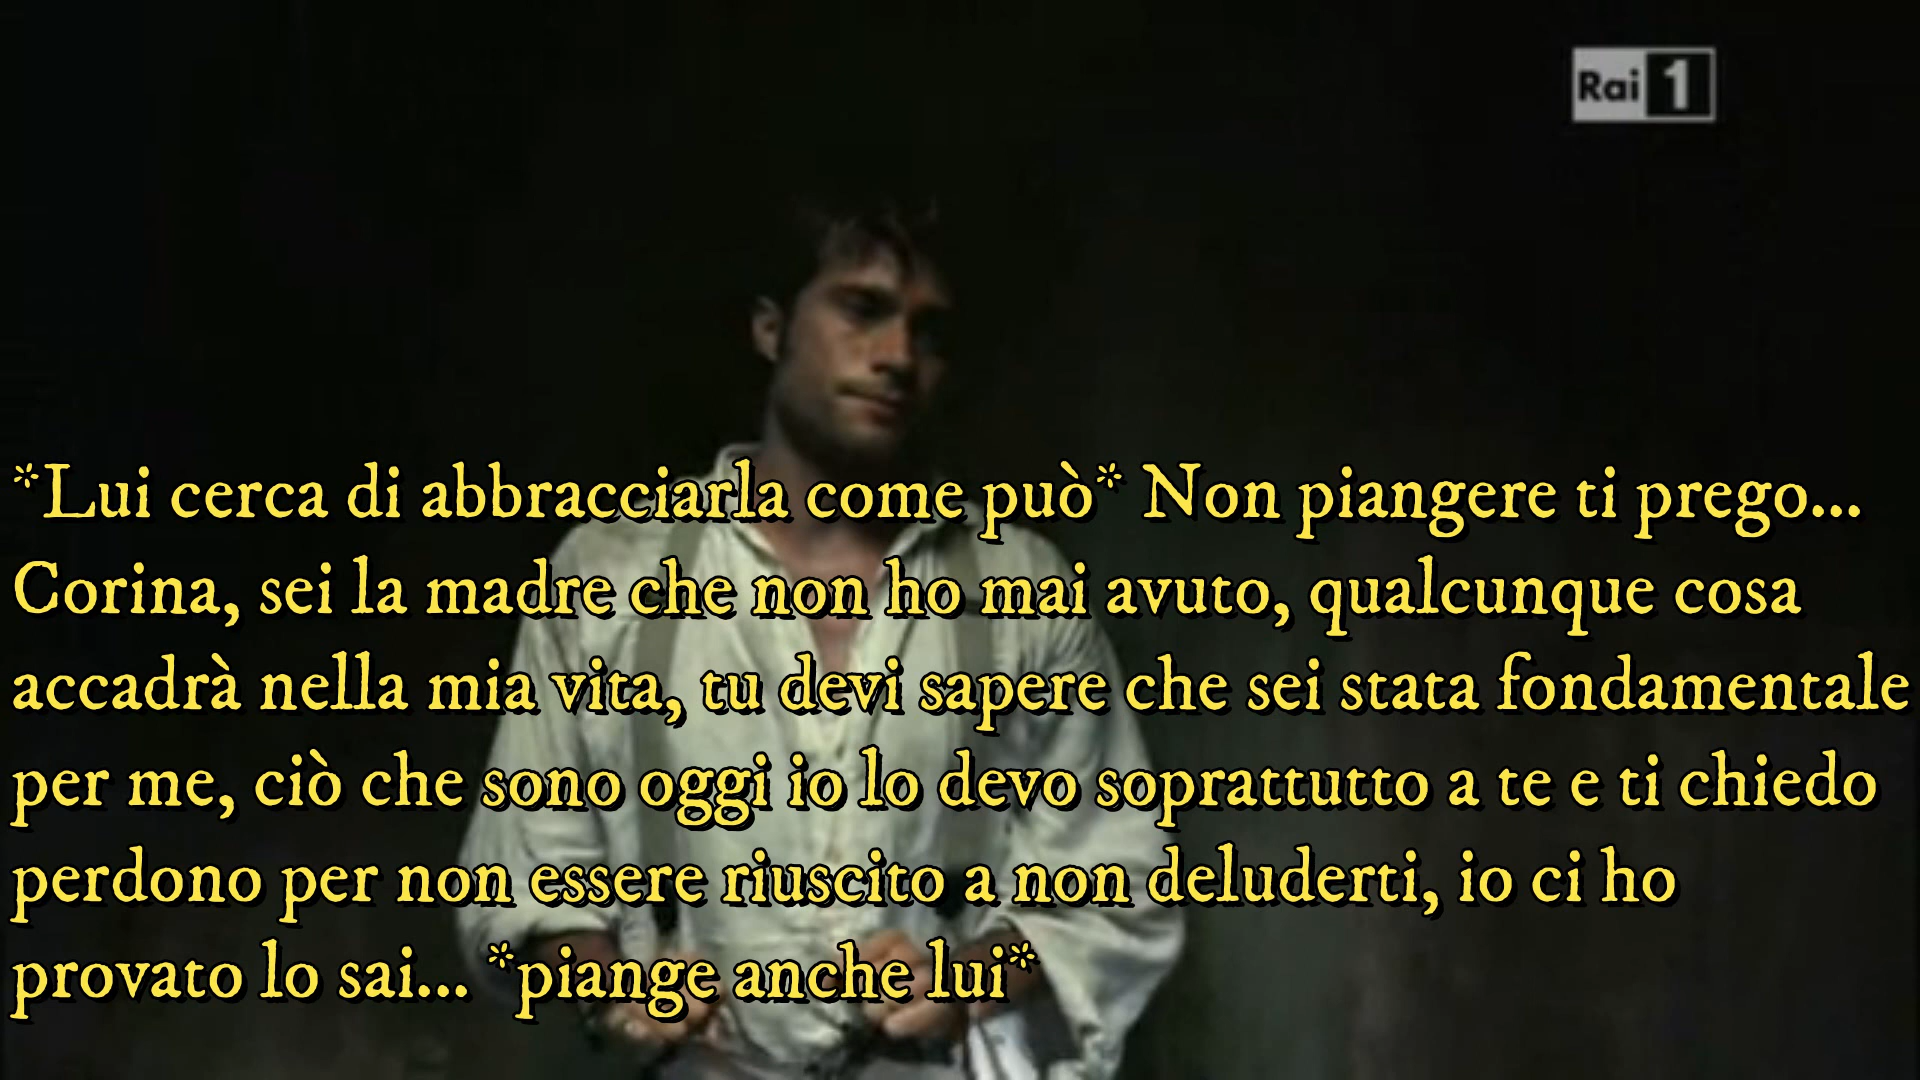 Rai 1
*Lui cerca di abbracciarla come può* Non piangere ti prego...
Corina, sei la madre che non ho mai avuto, qualcunque cosa
accadrà nella mia vita, tu devi sapere che sei stata fondamentale
per me, ciò che sono oggi io lo devo soprattutto a te e ti chiedo
perdono per non essere riuscito a non deluderti, io ci ho
provato lo sai... *piange anche lui*